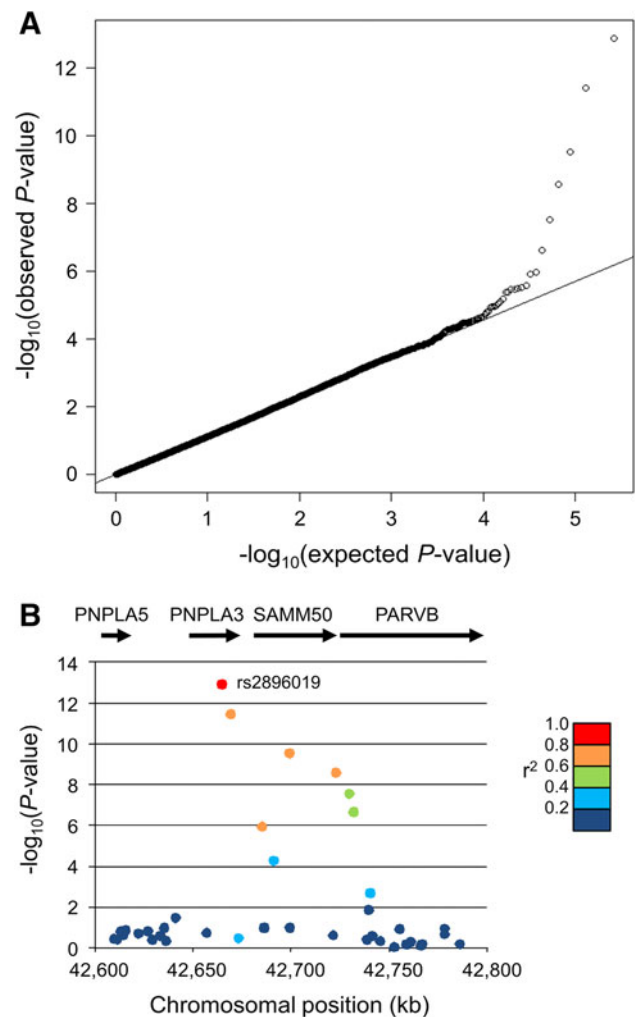 A
-log10(observed P-value)
12
10
8
6
4
2
0
0 1 2 3 4 5
-log10(expected P-value)
B
PNPLA5 PNPLA3 SAMM50 PARVB
-log10(P-value)
14
12
10
8
6
4
2
0
rs2896019
42,600 42,650 42,700 42,750 42,800
Chromosomal position (kb)
r²
1.0
0.8
0.6
0.4
0.2